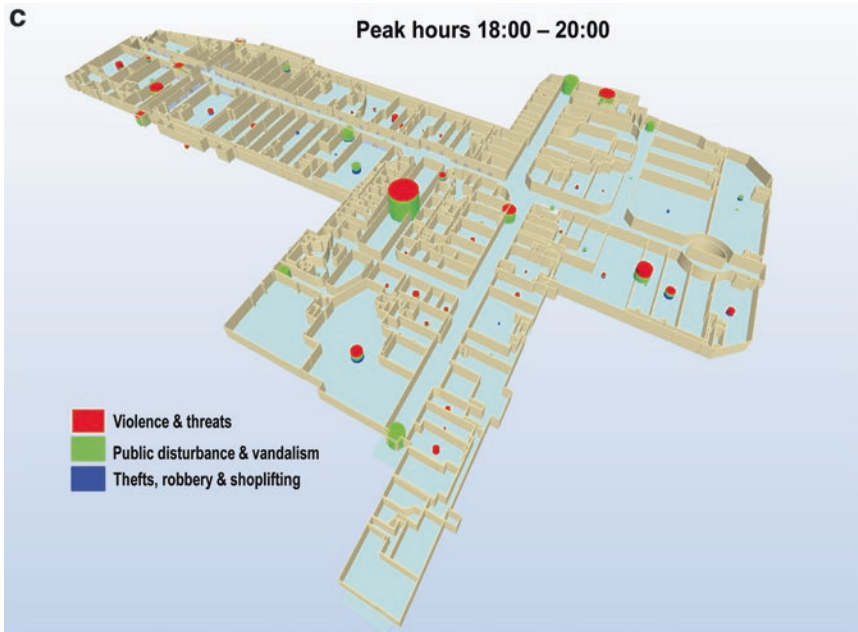 C
Peak hours 18:00 – 20:00
Violence & threats
Public disturbance & vandalism
Thefts, robbery & shoplifting